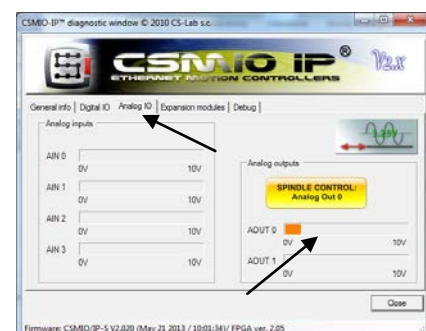 CSMIO-IP™ diagnostic window © 2010 CS-Lab s.c.
CSMIO IP® V2.X
ETHERNET MOTION CONTROLLERS
General info | Digital IO | Analog IO | Expansion modules | Debug
Analog inputs
AIN 0
0V 10V
AIN 1
0V 10V
AIN 2
0V 10V
AIN 3
0V 10V
Analog outputs
SPINDLE CONTROL:
Analog Out 0
AOUT 0
0V 10V
AOUT 1
0V 10V
Close
Firmware: CSMIO/IP-S V2.020 (May 21 2013 / 10:01:34)/ FPGA ver. 2.05